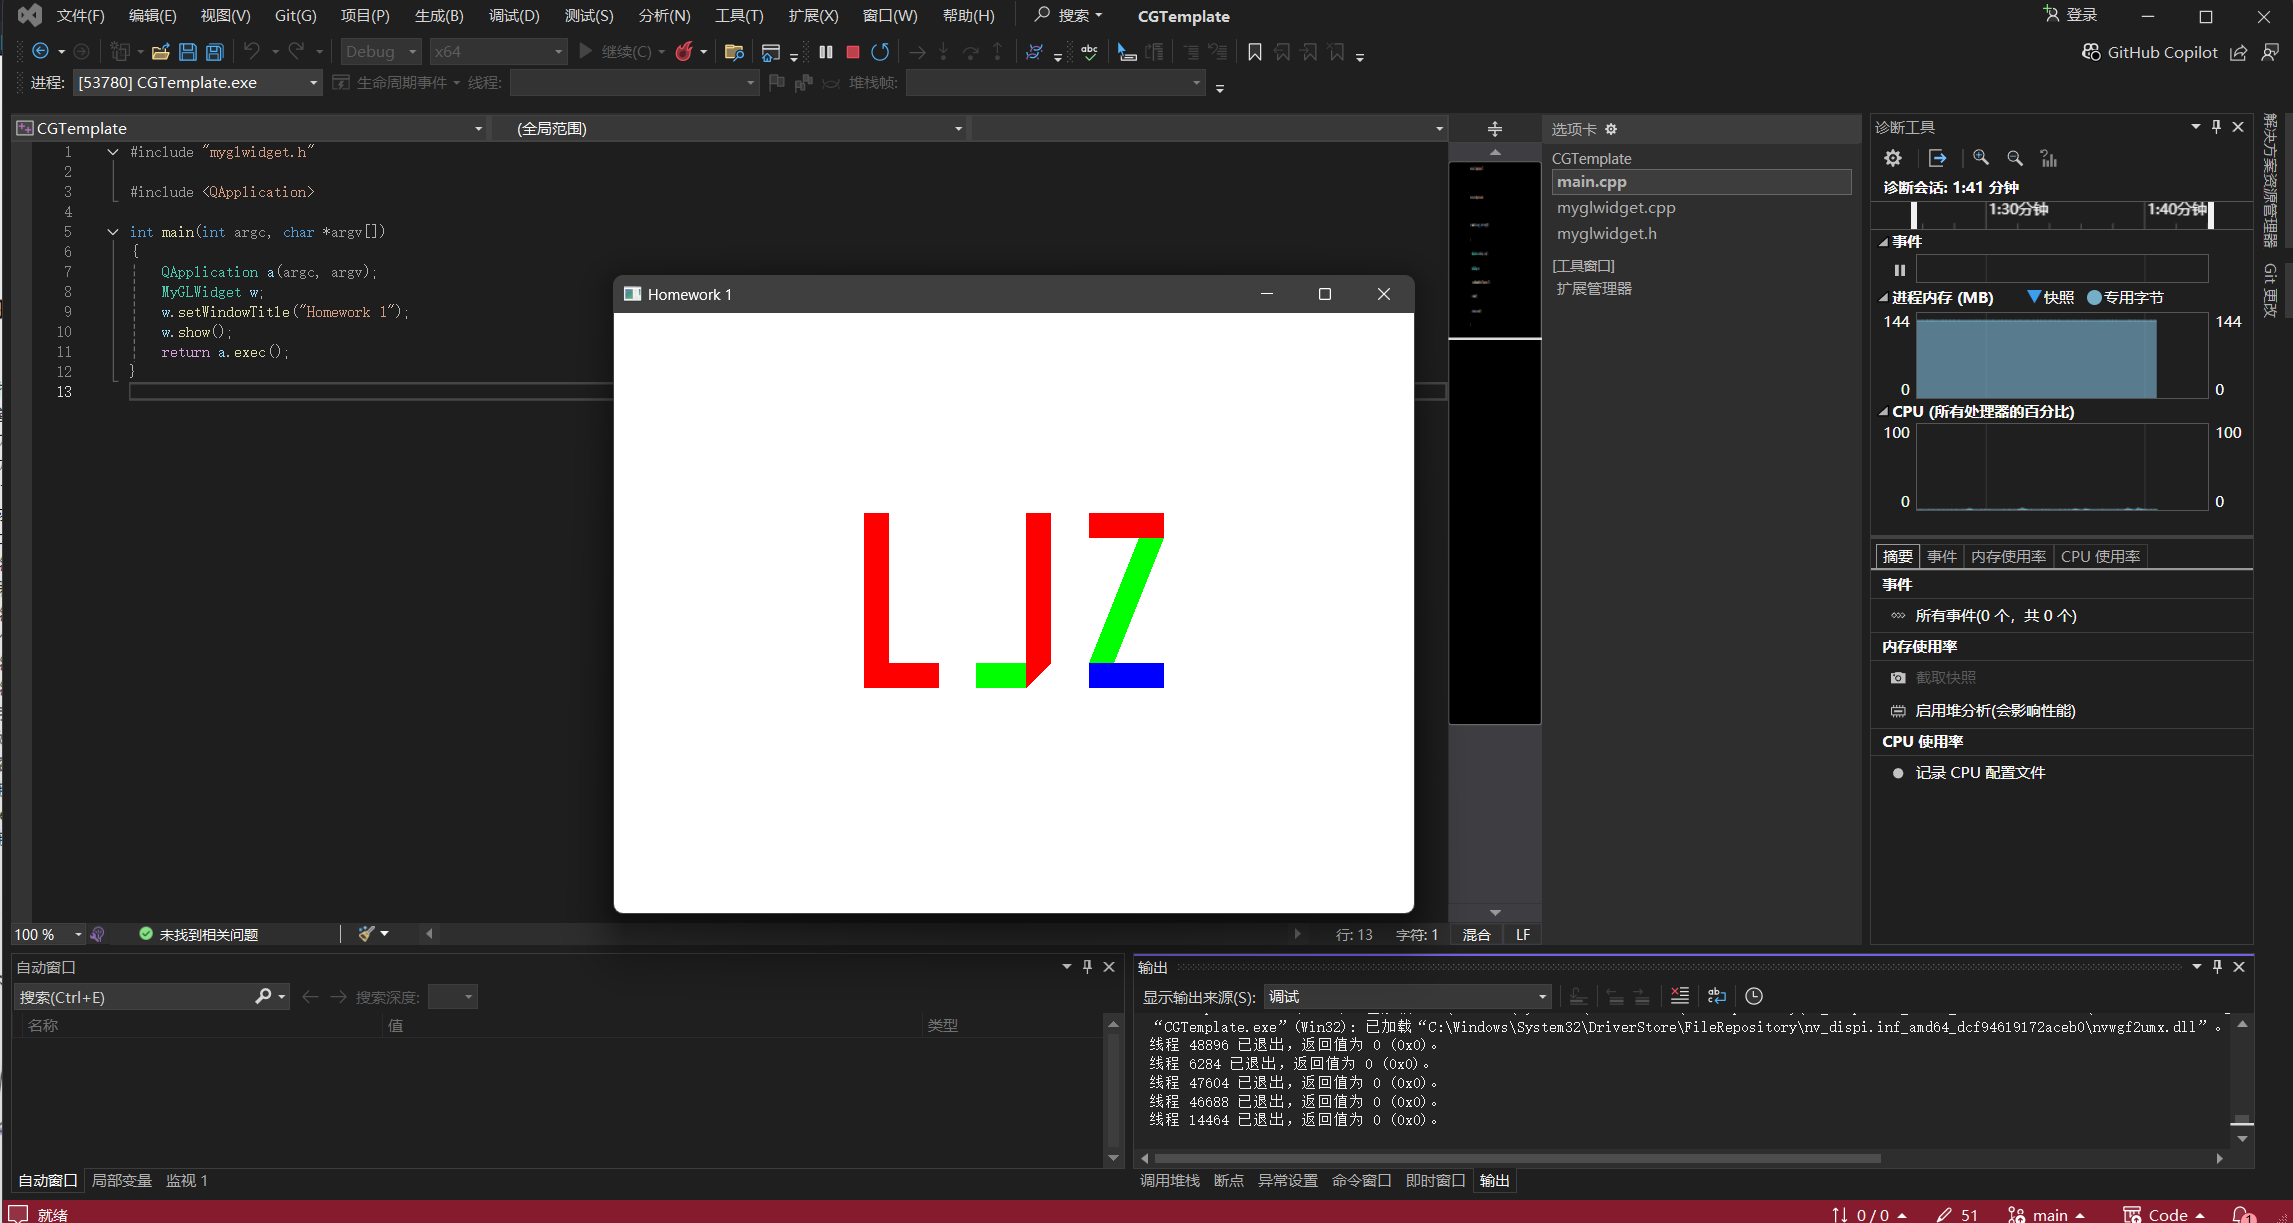 文件(F) 编辑(E) 视图(V) Git(G) 项目(P) 生成(B) 调试(D) 测试(S) 分析(N) 工具(T) 扩展(X) 窗口(W) 帮助(H) 搜索 CGTemplate 登录
Debug x64 继续(C) GitHub Copilot
进程: [53780] CGTemplate.exe 生命周期事件 线程: 堆栈帧:
CGTemplate (全局范围)
1 #include "myglwidget.h"
2
3 #include <QApplication>
4
5 int main(int argc, char *argv[])
6 {
7 QApplication a(argc, argv);
8 MyGLWidget w;
9 w.setWindowTitle("Homework 1");
10 w.show();
11 return a.exec();
12 }
13
Homework 1
LJZ
选项卡
CGTemplate
main.cpp
myglwidget.cpp
myglwidget.h
[工具窗口]
扩展管理器
诊断工具
诊断会话: 1:41 分钟
1:30分钟 1:40分钟
事件
进程内存 (MB) 快照 专用字节
144 144
0 0
CPU (所有处理器的百分比)
100 100
0 0
摘要 事件 内存使用率 CPU 使用率
事件
所有事件(0 个，共 0 个)
内存使用率
截取快照
启用堆分析(会影响性能)
CPU 使用率
记录 CPU 配置文件
解决方案资源管理器
Git 更改
100 % 未找到相关问题 行: 13 字符: 1 混合 LF
自动窗口
搜索(Ctrl+E) 搜索深度:
名称 值 类型
自动窗口 局部变量 监视 1
输出
显示输出来源(S): 调试
“CGTemplate.exe”(Win32): 已加载“C:\Windows\System32\DriverStore\FileRepository\nv_dispi.inf_amd64_dcf94619172aceb0\nvwgf2umx.dll”。
线程 48896 已退出，返回值为 0 (0x0)。
线程 6284 已退出，返回值为 0 (0x0)。
线程 47604 已退出，返回值为 0 (0x0)。
线程 46688 已退出，返回值为 0 (0x0)。
线程 14464 已退出，返回值为 0 (0x0)。
调用堆栈 断点 异常设置 命令窗口 即时窗口 输出
就绪 0 / 0 51 main Code 1